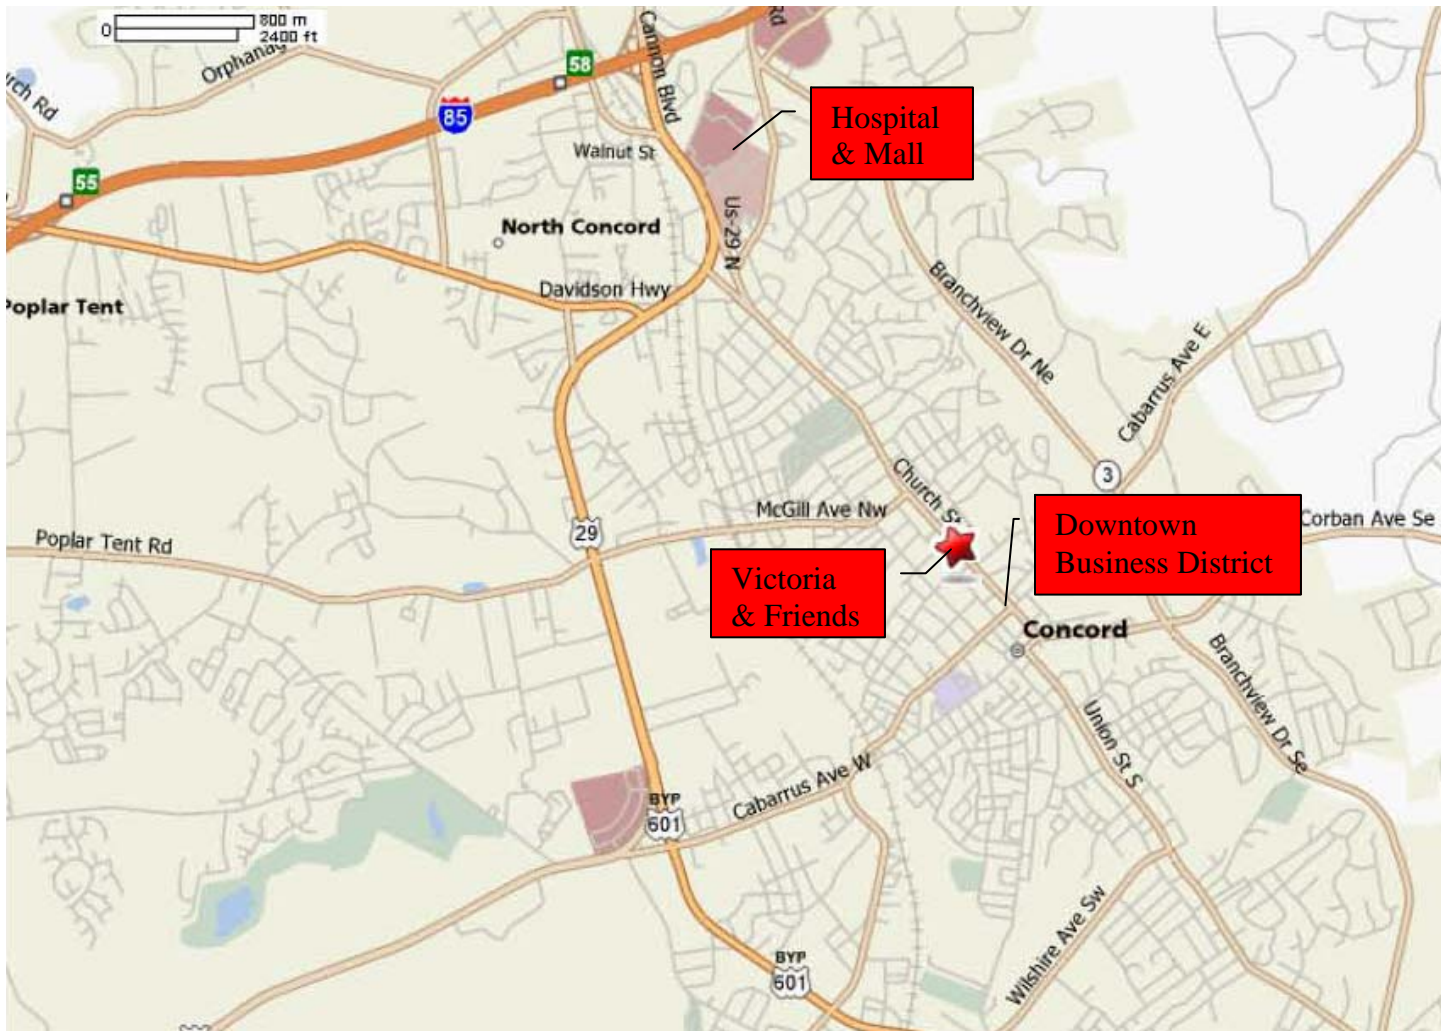 800 m
0
2400 ft
Rd
Cannon Blvd
58
85
55
Walnut St
Hospital
& Mall
US-29 N
North Concord
Davidson Hwy
Poplar Tent
Branchview Dr Ne
Cabarrus Ave E
3
Church St
McGill Ave Nw
29
Poplar Tent Rd
Downtown
Business District
Corban Ave Se
Victoria
& Friends
Concord
Branchview Dr Se
Union St S
Cabarrus Ave W
BYP
601
Wilshire Ave Sw
BYP
601